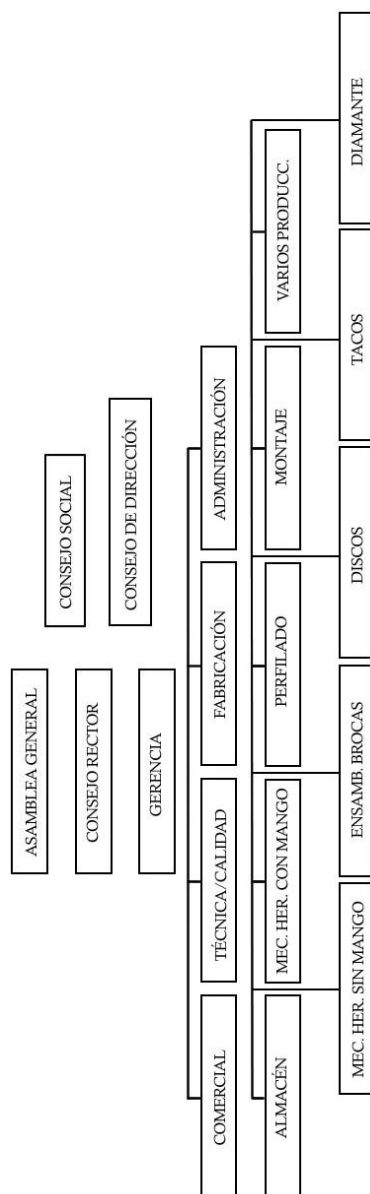 ASAMBLEA GENERAL
CONSEJO SOCIAL
CONSEJO RECTOR
CONSEJO DE DIRECCIÓN
GERENCIA
COMERCIAL
TÉCNICA/CALIDAD
FABRICACIÓN
ADMINISTRACIÓN
ALMACÉN
MEC. HER. CON MANGO
PERFILADO
MONTAJE
VARIOS PRODUCC.
MEC. HER. SIN MANGO
ENSAMB. BROCAS
DISCOS
TACOS
DIAMANTE